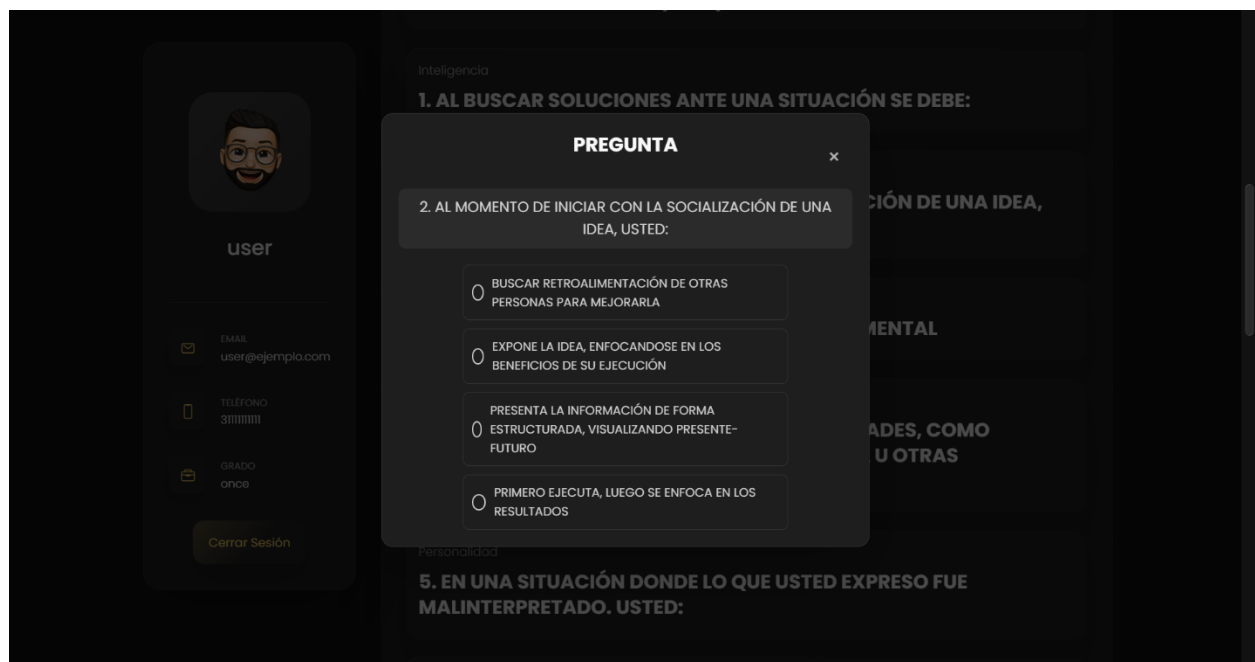 user
EMAIL
user@ejemplo.com
TELÉFONO
GRADO
once
Cerrar Sesión
Inteligencia
1. AL BUSCAR SOLUCIONES ANTE UNA SITUACIÓN SE DEBE:
PREGUNTA
×
2. AL MOMENTO DE INICIAR CON LA SOCIALIZACIÓN DE UNA
IDEA, USTED:
BUSCAR RETROALIMENTACIÓN DE OTRAS
PERSONAS PARA MEJORARLA
EXPONE LA IDEA, ENFOCANDOSE EN LOS
BENEFICIOS DE SU EJECUCIÓN
PRESENTA LA INFORMACIÓN DE FORMA
ESTRUCTURADA, VISUALIZANDO PRESENTE-
FUTURO
PRIMERO EJECUTA, LUEGO SE ENFOCA EN LOS
RESULTADOS
CIÓN DE UNA IDEA,
MENTAL
ADES, COMO
U OTRAS
Personalidad
5. EN UNA SITUACIÓN DONDE LO QUE USTED EXPRESO FUE
MALINTERPRETADO. USTED: